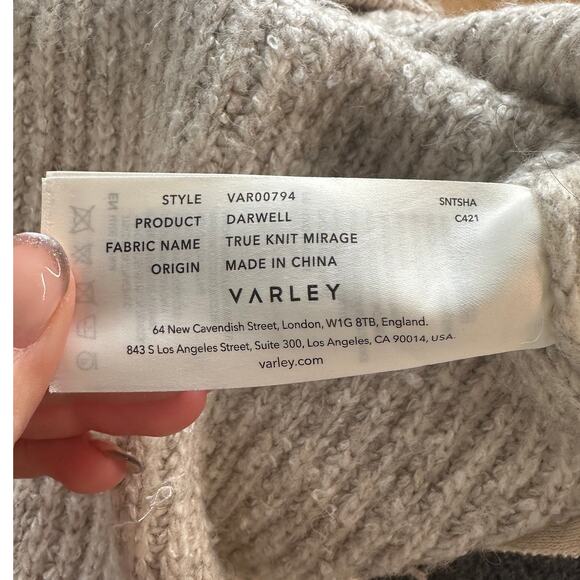 STYLE VAR00794 SNTSHA
PRODUCT DARWELL C421
FABRIC NAME TRUE KNIT MIRAGE
ORIGIN MADE IN CHINA
VARLEY
64 New Cavendish Street, London, W1G 8TB, England.
843 S Los Angeles Street, Suite 300, Los Angeles, CA 90014, USA.
varley.com